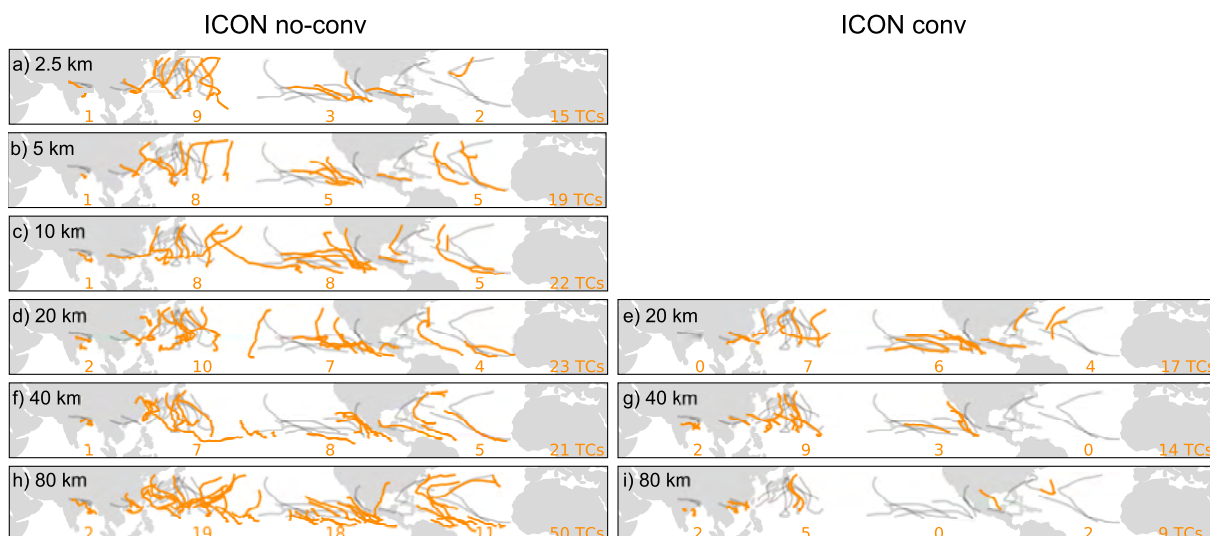 ICON no-conv
ICON conv
a) 2.5 km
1 9 3 2 15 TCs
b) 5 km
1 8 5 5 19 TCs
c) 10 km
1 8 8 5 22 TCs
d) 20 km
2 10 7 4 23 TCs
e) 20 km
0 7 6 4 17 TCs
f) 40 km
1 7 8 5 21 TCs
g) 40 km
2 9 3 0 14 TCs
h) 80 km
2 19 18 11 50 TCs
i) 80 km
2 5 0 2 9 TCs